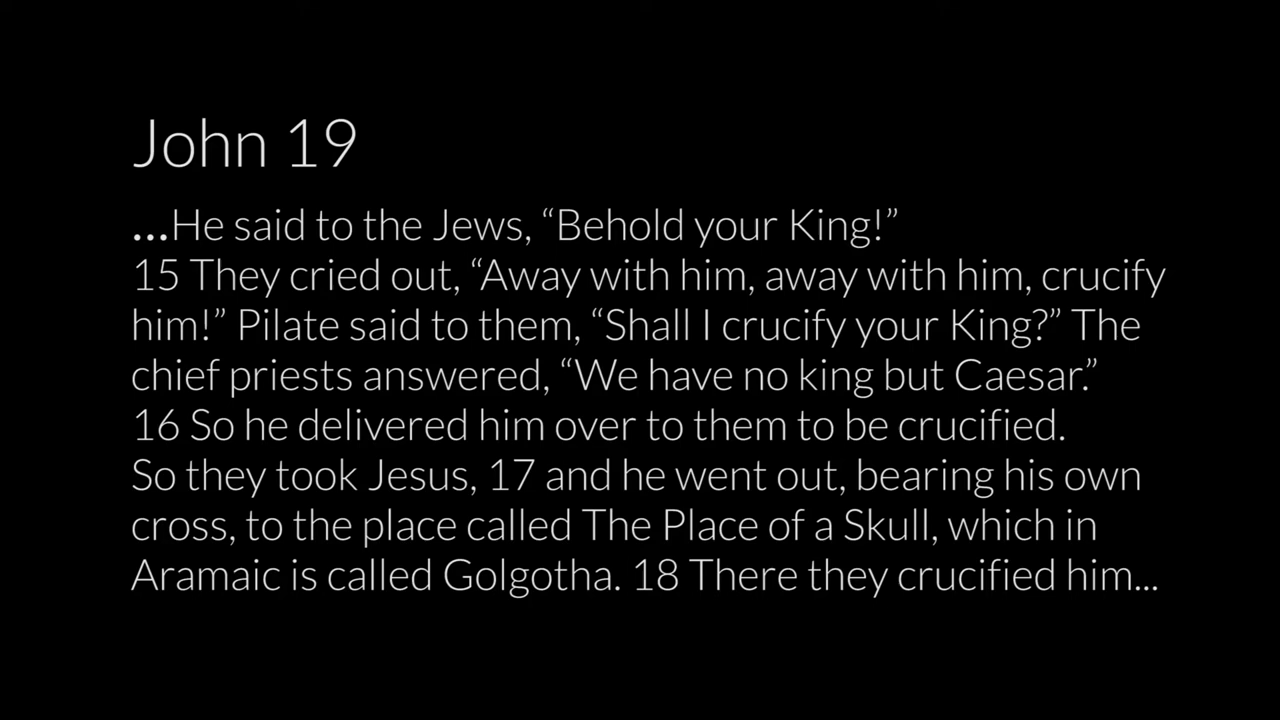 John 19
...He said to the Jews, “Behold your King!”
15 They cried out, “Away with him, away with him, crucify
him!” Pilate said to them, “Shall I crucify your King?” The
chief priests answered, “We have no king but Caesar.”
16 So he delivered him over to them to be crucified.
So they took Jesus, 17 and he went out, bearing his own
cross, to the place called The Place of a Skull, which in
Aramaic is called Golgotha. 18 There they crucified him...